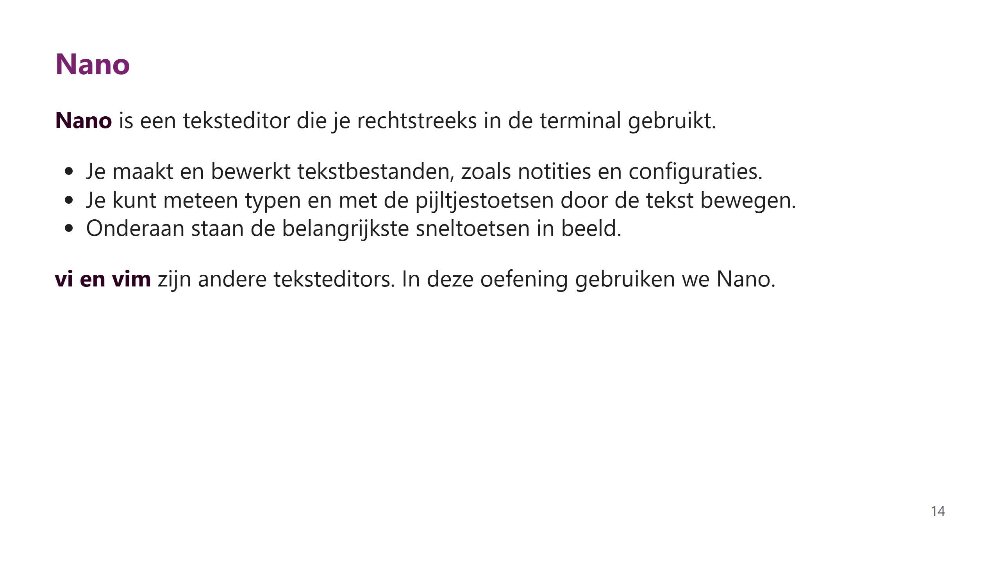 Nano
Nano is een teksteditor die je rechtstreeks in de terminal gebruikt.
• Je maakt en bewerkt tekstbestanden, zoals notities en configuraties.
• Je kunt meteen typen en met de pijltjestoetsen door de tekst bewegen.
• Onderaan staan de belangrijkste sneltoetsen in beeld.
vi en vim zijn andere teksteditors. In deze oefening gebruiken we Nano.
14